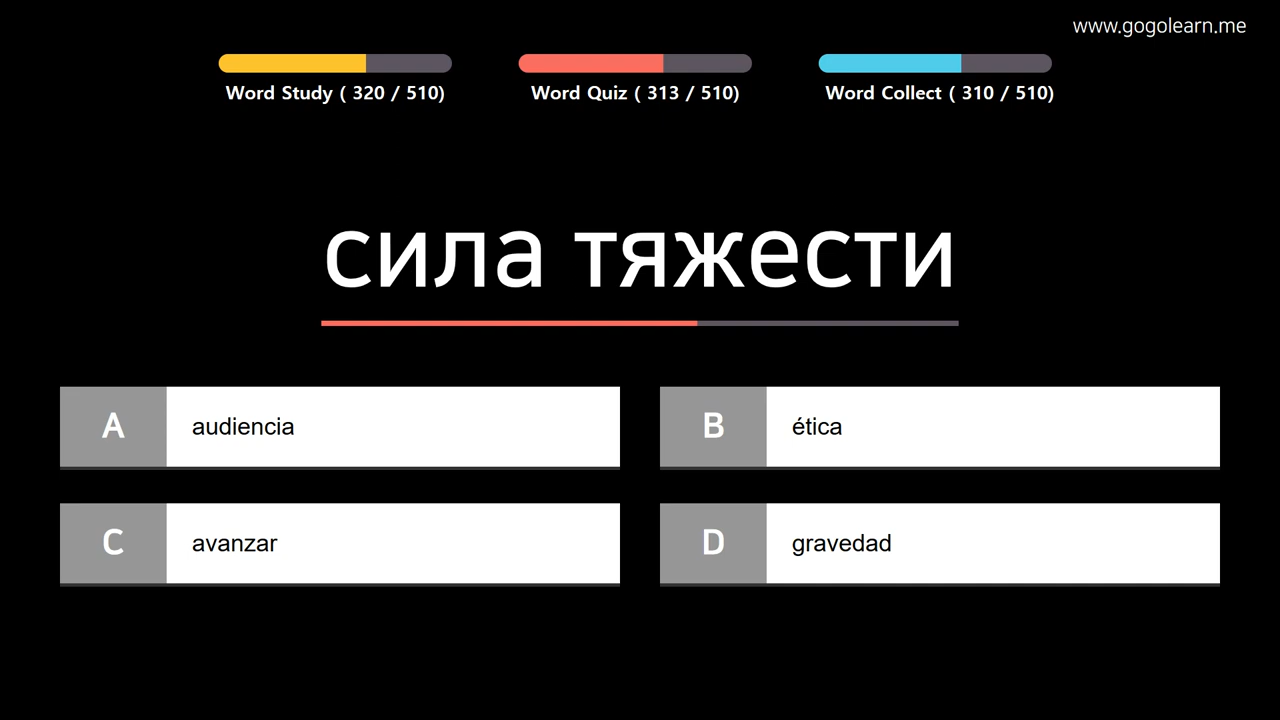 www.gogolearn.me
Word Study ( 320 / 510)
Word Quiz ( 313 / 510)
Word Collect ( 310 / 510)
сила тяжести
A audiencia
B ética
C avanzar
D gravedad